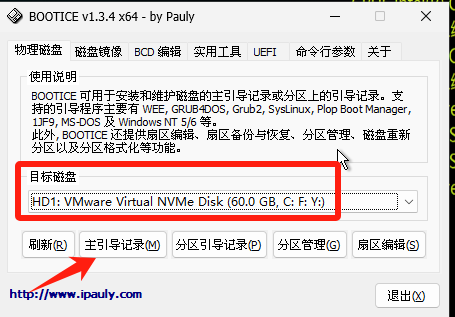 BOOTICE v1.3.4 x64 - by Pauly
物理磁盘 磁盘镜像 BCD 编辑 实用工具 UEFI 命令行参数 关于
使用说明
BOOTICE 可用于安装和维护磁盘的主引导记录或分区上的引导记录。支
持的引导程序主要有 WEE, GRUB4DOS, Grub2, SysLinux, Plop Boot Manager,
1JF9, MS-DOS 及 Windows NT 5/6 等。
此外, BOOTICE 还提供扇区编辑、扇区备份与恢复、分区管理、磁盘重新
分区以及分区格式化等功能。
目标磁盘
HD1: VMware Virtual NVMe Disk (60.0 GB, C: F: Y:)
刷新(R) 主引导记录(M) 分区引导记录(P) 分区管理(G) 扇区编辑(S)
http://www.ipauly.com
退出(X)